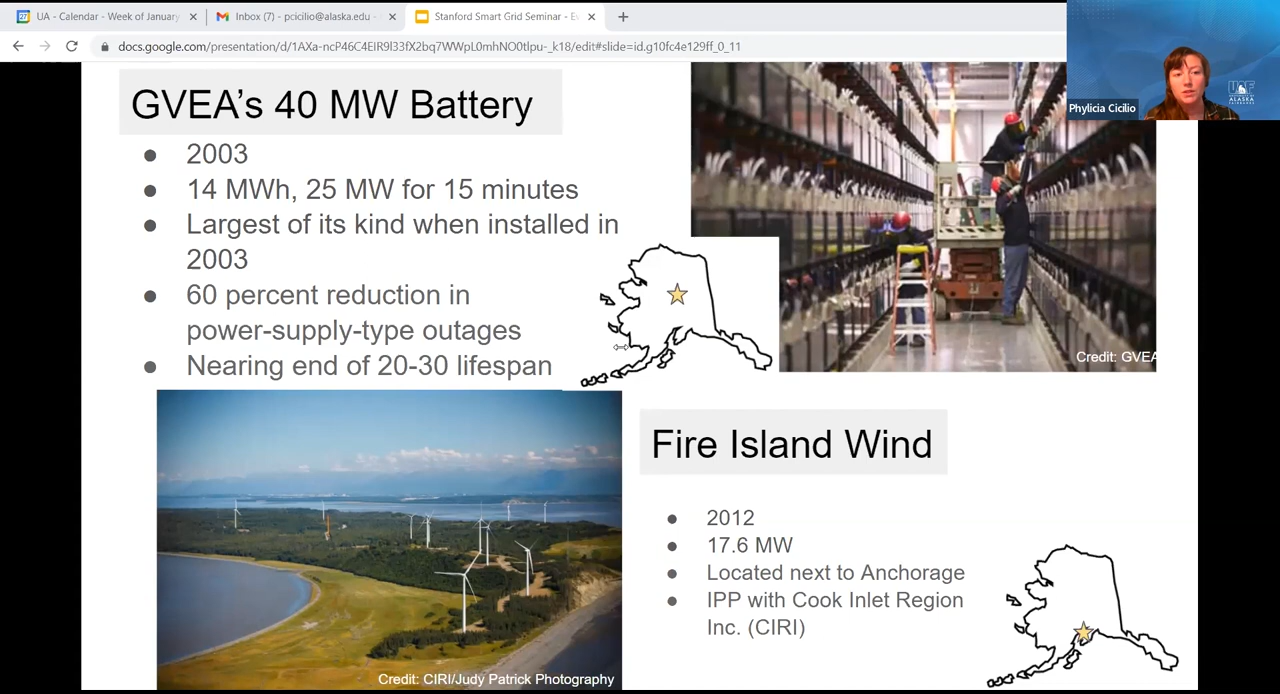 UA - Calendar - Week of January
Inbox (7) - pcicilio@alaska.edu -
Stanford Smart Grid Seminar - Ev
docs.google.com/presentation/d/1AXa-ncP46C4EIR9l33fX2bq7WWpL0mhNO0tlpu-_k18/edit#slide=id.g10fc4e129ff_0_11
Phylicia Cicilio
UAF
ALASKA
GVEA’s 40 MW Battery
● 2003
● 14 MWh, 25 MW for 15 minutes
● Largest of its kind when installed in
2003
● 60 percent reduction in
power-supply-type outages
● Nearing end of 20-30 lifespan
Credit: GVEA
Fire Island Wind
● 2012
● 17.6 MW
● Located next to Anchorage
● IPP with Cook Inlet Region
Inc. (CIRI)
Credit: CIRI/Judy Patrick Photography